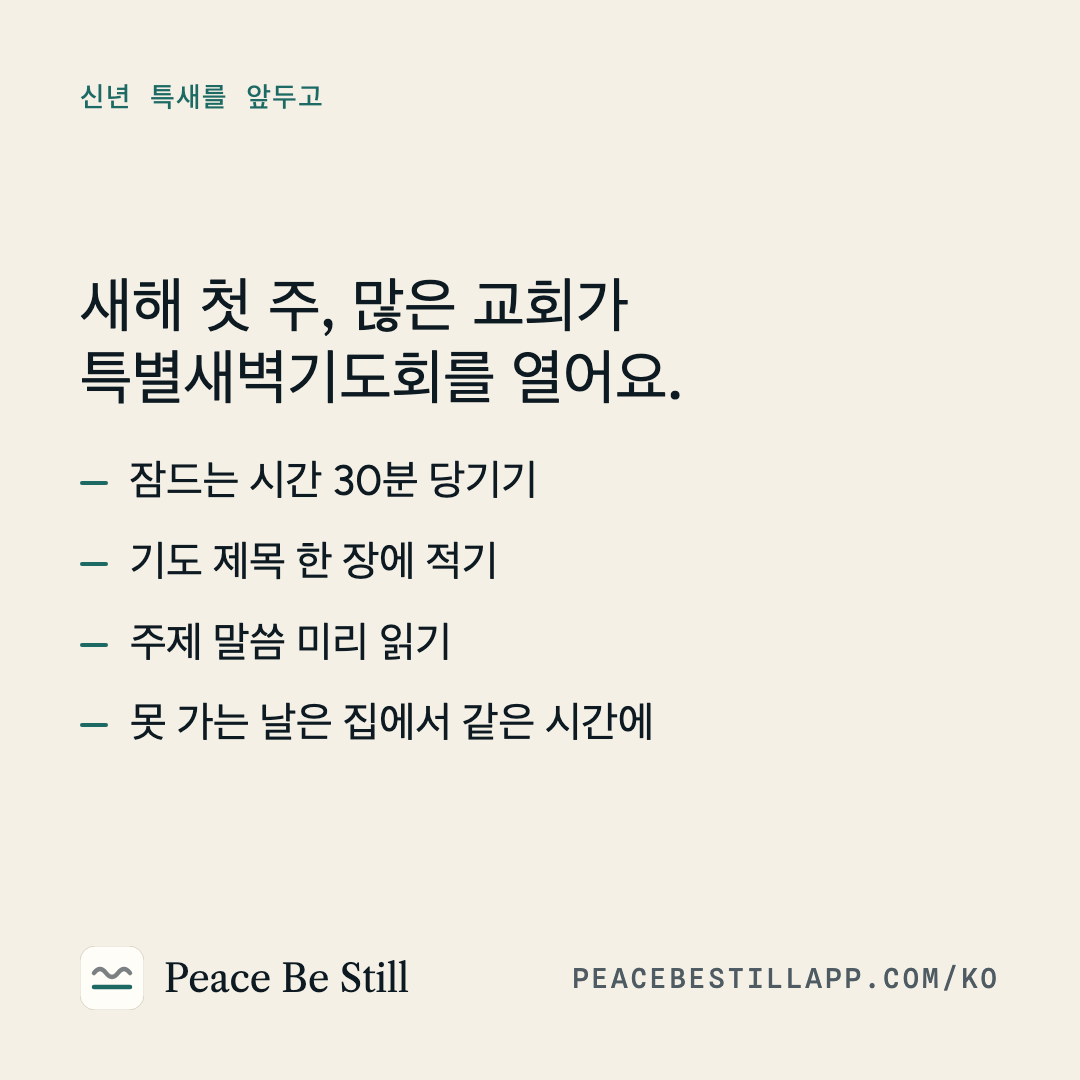 신년 특새를 앞두고
새해 첫 주, 많은 교회가
특별새벽기도회를 열어요.
— 잠드는 시간 30분 당기기
— 기도 제목 한 장에 적기
— 주제 말씀 미리 읽기
— 못 가는 날은 집에서 같은 시간에
Peace Be Still
PEACEBESTILLAPP.COM/KO